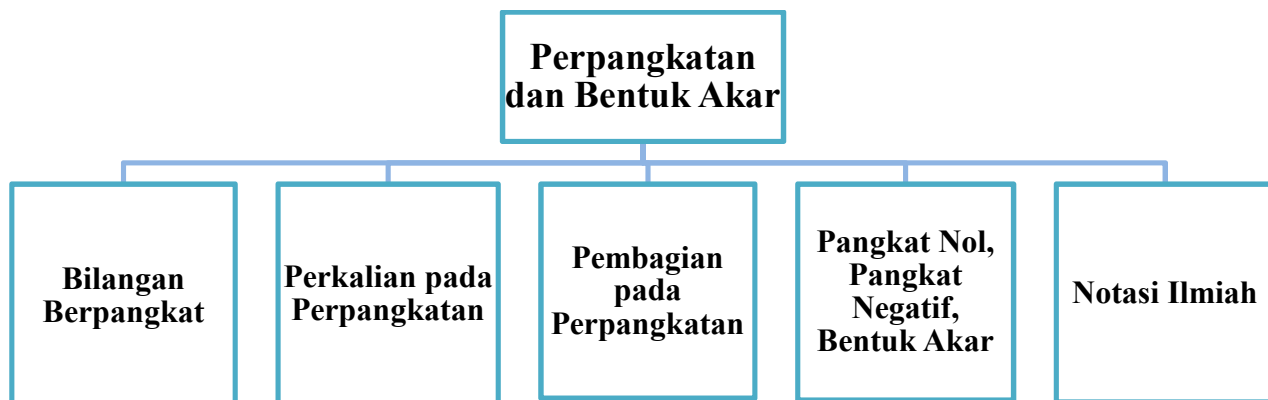 Perpangkatan
dan Bentuk Akar
Bilangan
Berpangkat
Perkalian pada
Perpangkatan
Pembagian
pada
Perpangkatan
Pangkat Nol,
Pangkat
Negatif,
Bentuk Akar
Notasi Ilmiah